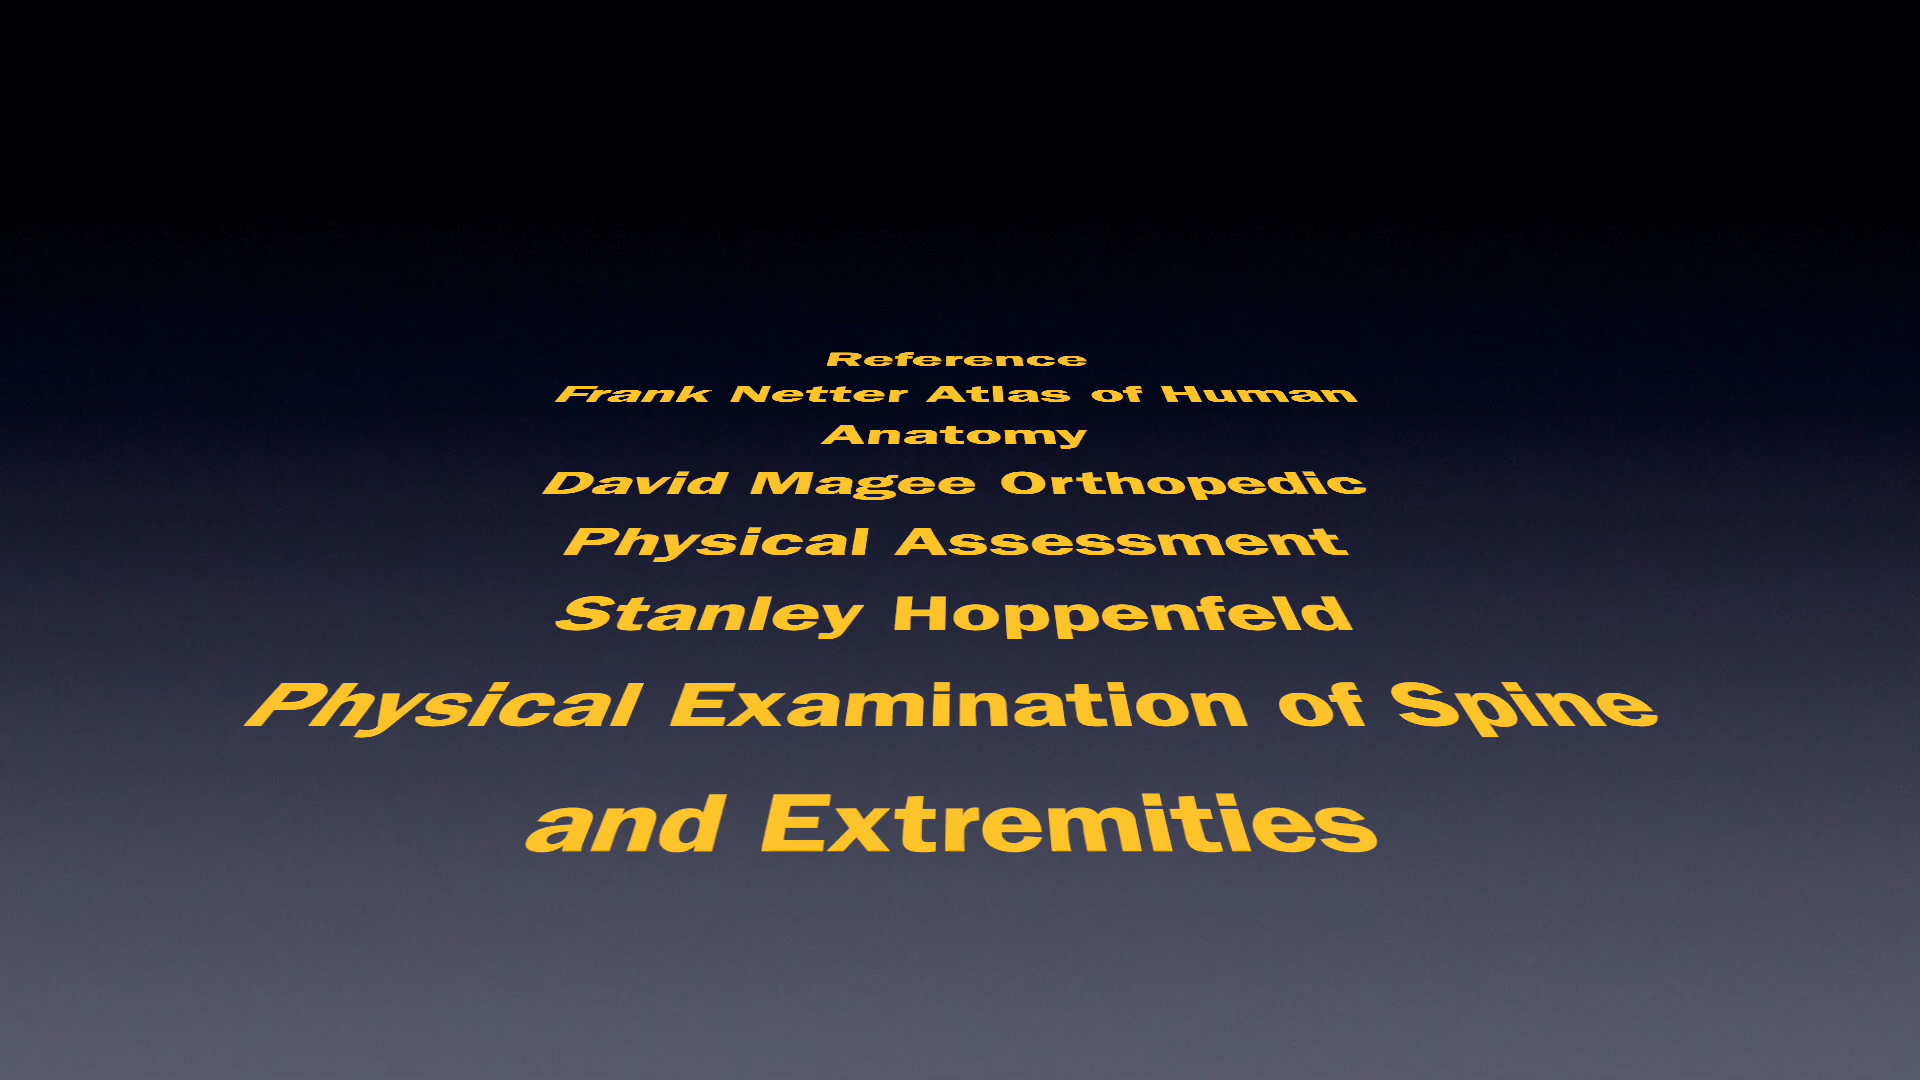 Reference
Frank Netter Atlas of Human
Anatomy
David Magee Orthopedic
Physical Assessment
Stanley Hoppenfeld
Physical Examination of Spine
and Extremities